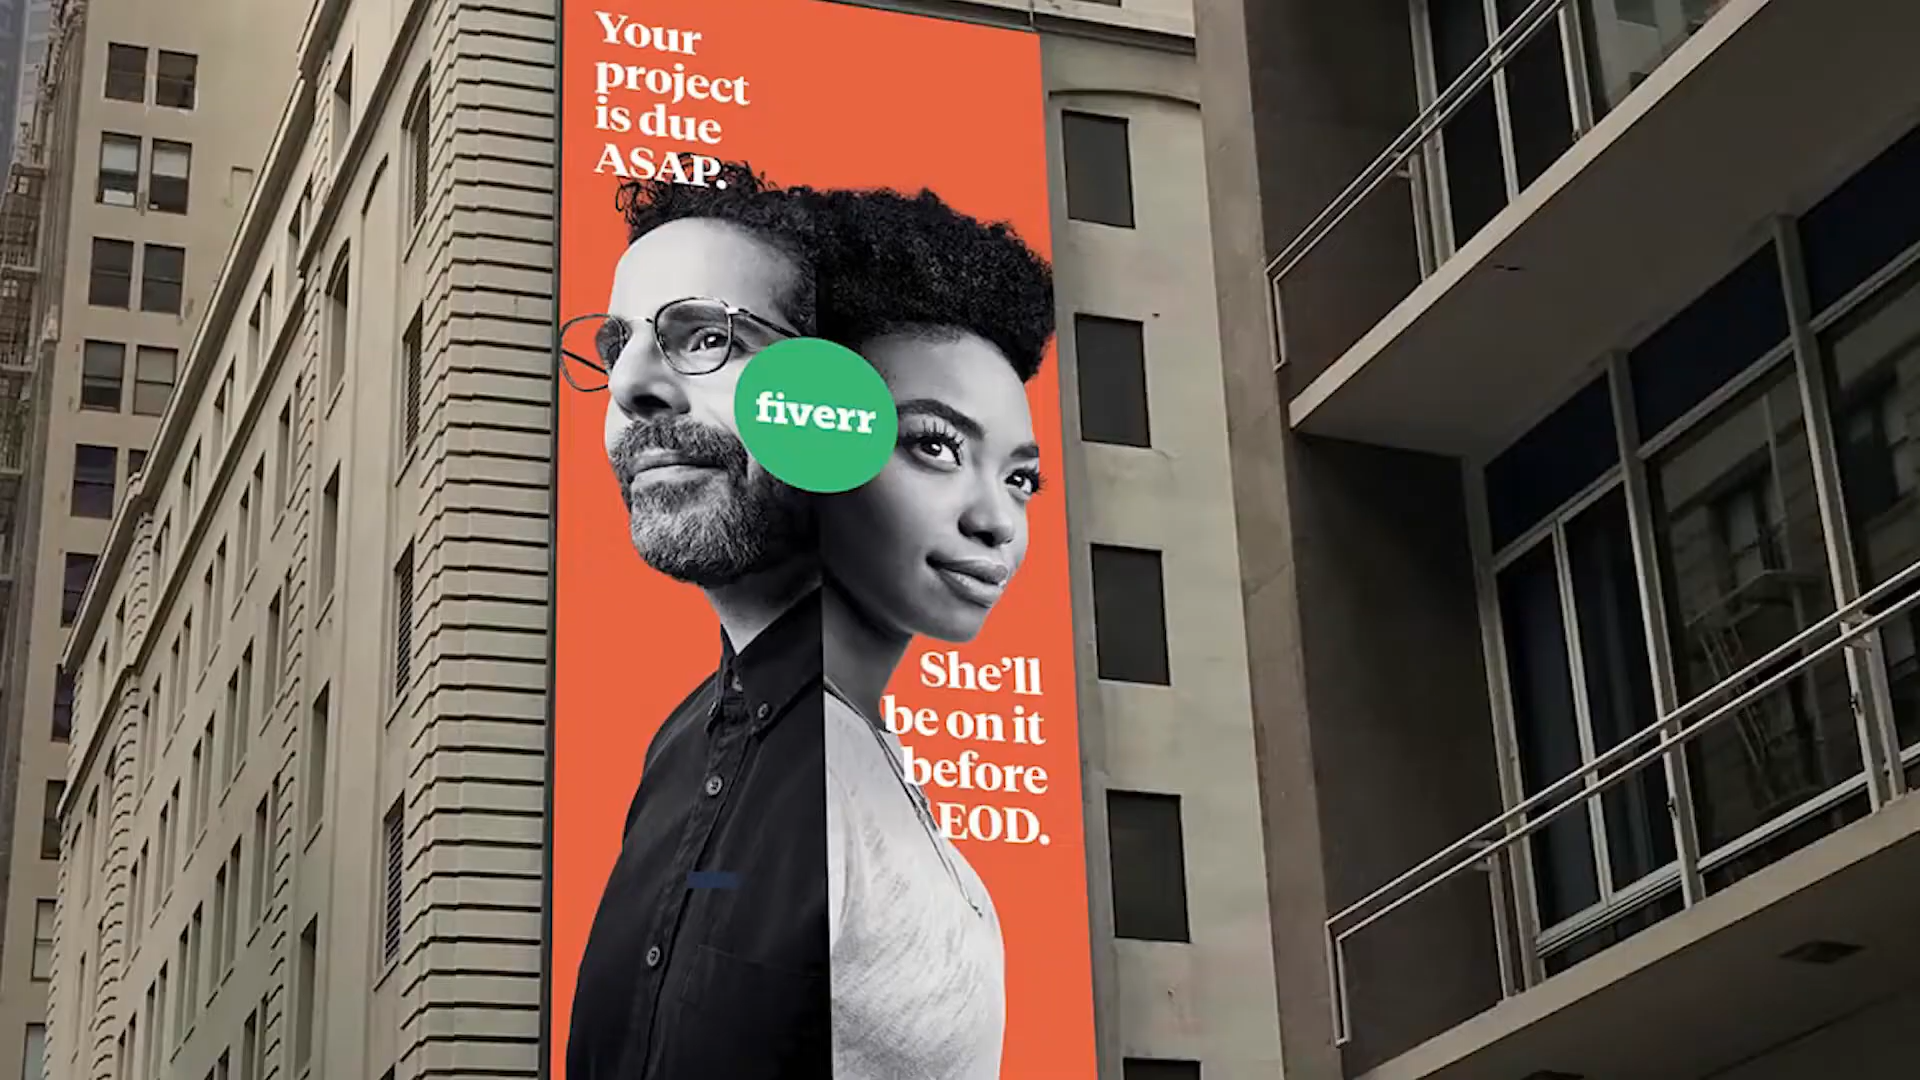 Your
project
is due
ASAP.
fiverr
She'll
be on it
before
EOD.